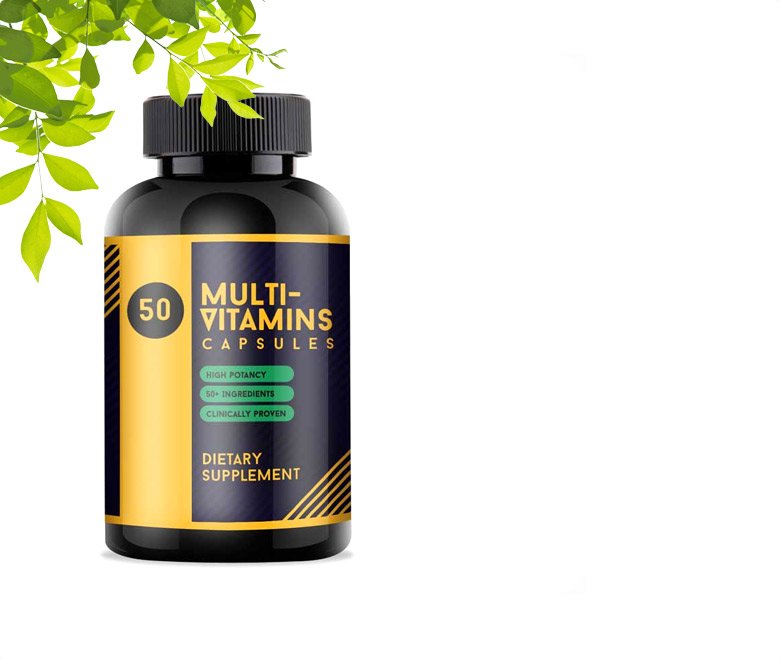 50
MULTI-
VITAMINS
CAPSULES
HIGH POTANCY
50+ INGREDIENTS
CLINICALLY PROVEN
DIETARY
SUPPLEMENT